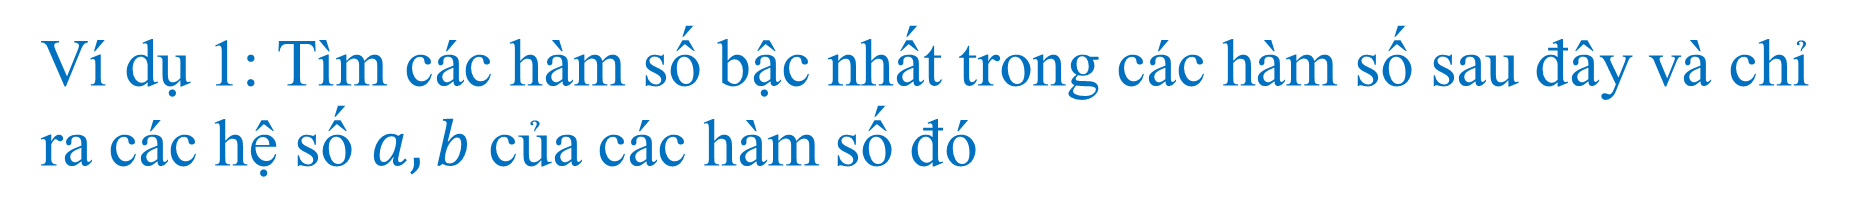 Ví dụ 1: Tìm các hàm số bậc nhất trong các hàm số sau đây và chỉ
ra các hệ số a, b của các hàm số đó